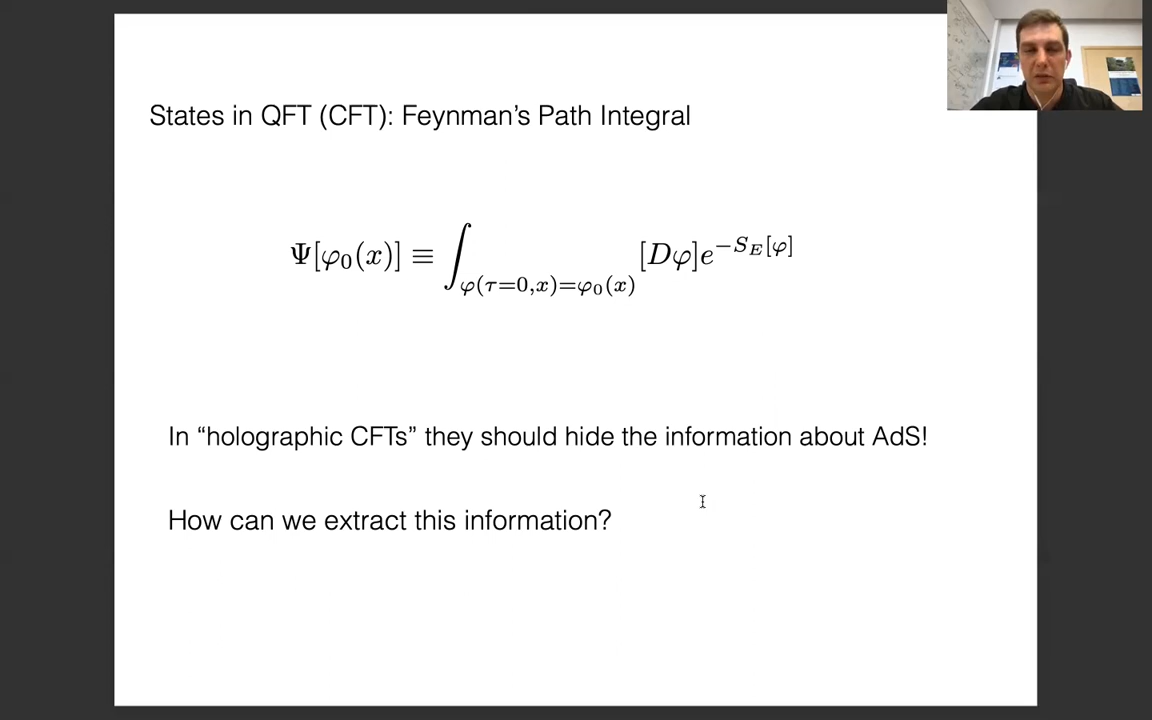 States in QFT (CFT): Feynman's Path Integral
Ψ[φ₀(x)] ≡ ∫_{φ(τ=0,x)=φ₀(x)} [Dφ]e^{−S_E[φ]}
In “holographic CFTs” they should hide the information about AdS!
How can we extract this information?